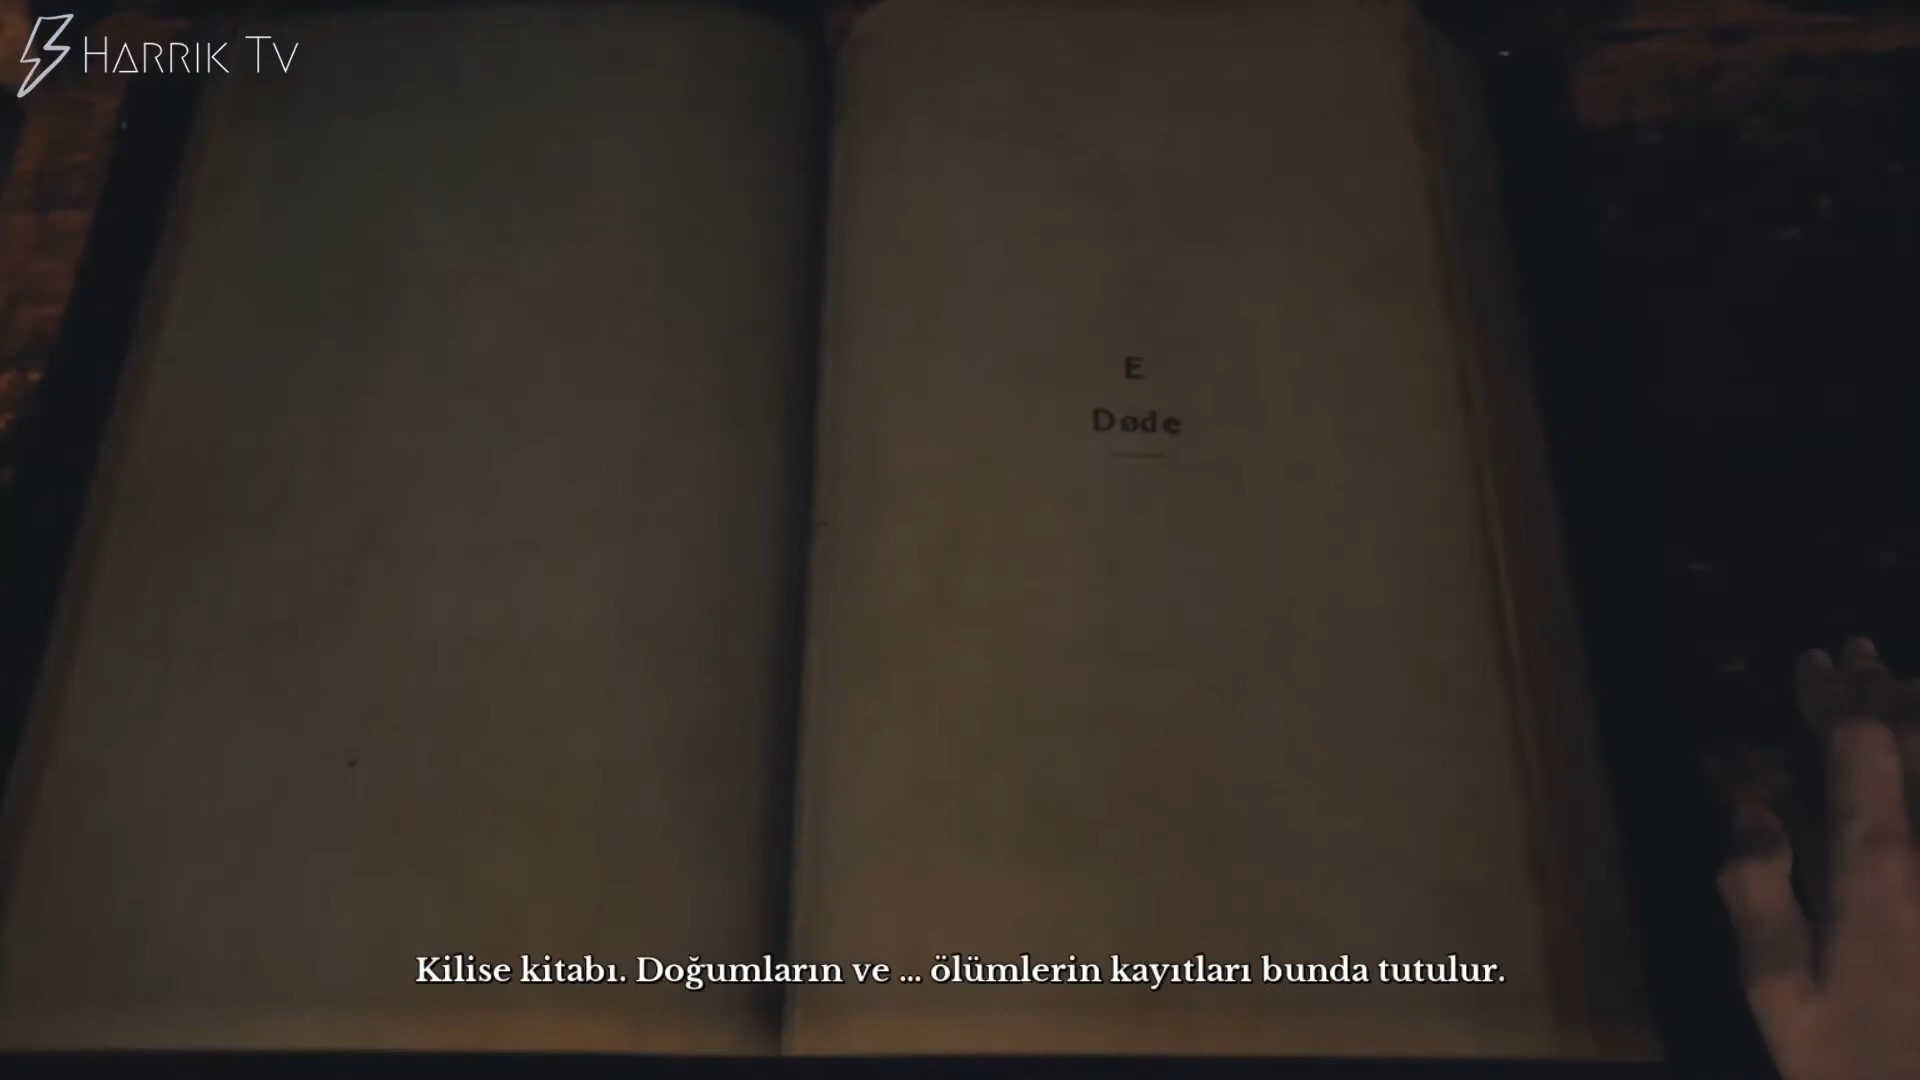 HARRIK TV
E
Døde
Kilise kitabı. Doğumların ve ... ölümlerin kayıtları bunda tutulur.